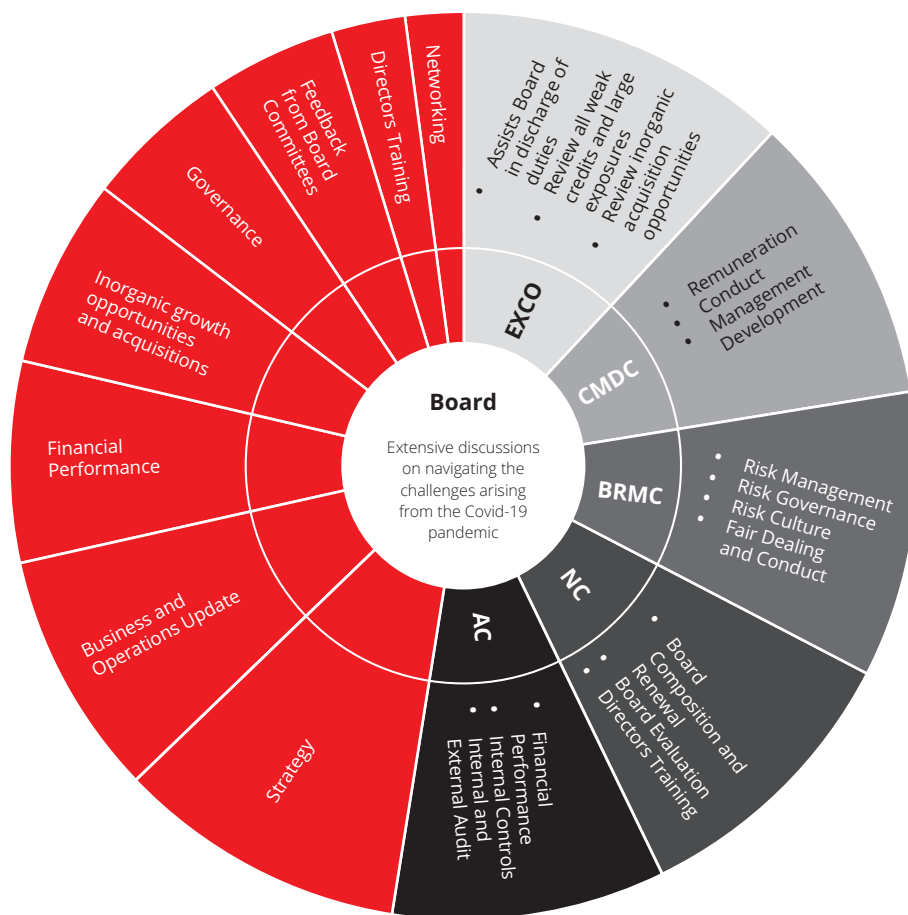 Board
Extensive discussions
on navigating the
challenges arising
from the Covid-19
pandemic
EXCO
• Assists Board
in discharge of
duties
• Review all weak
credits and large
exposures
• Review inorganic
acquisition
opportunities
CMDC
• Remuneration
• Conduct
• Management
Development
BRMC
• Risk Management
• Risk Governance
• Risk Culture
• Fair Dealing
and Conduct
NC
• Board
Composition and
Renewal
• Board Evaluation
• Directors Training
AC
• Financial
Performance
• Internal Controls
• Internal and
External Audit
Strategy
Business and
Operations Update
Financial
Performance
Inorganic growth
opportunities
and acquisitions
Governance
Feedback
from Board
Committees
Directors Training
Networking